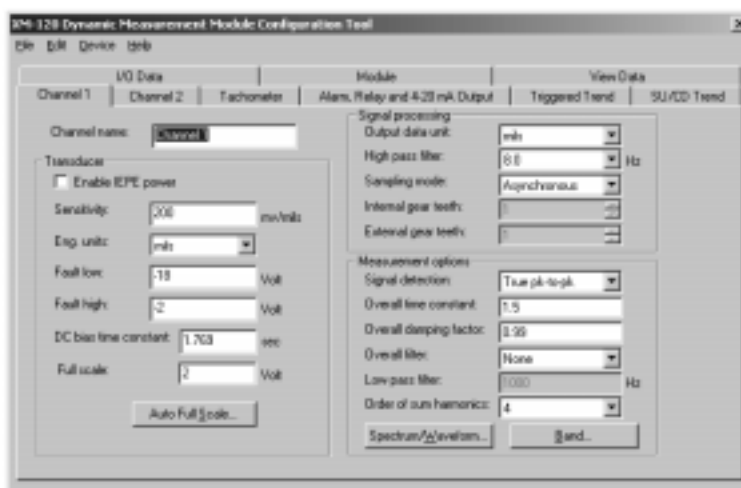 XM-120 Dynamic Measurement Module Configuration Tool
File Edit Device Help
I/O Data Module View Data
Channel 1 Channel 2 Tachometer Alarm, Relay and 4-20 mA Output Triggered Trend SU/CD Trend
Channel name: Channel 1
Transducer
Enable IEPE power
Sensitivity: 200 mv/mils
Eng. units: mils
Fault low: -18 Volt
Fault high: -2 Volt
DC bias time constant: 1.769 sec
Full scale: 2 Volt
Auto Full Scale...
Signal processing
Output data unit: mils
High pass filter: 8.0 Hz
Sampling mode: Asynchronous
Internal gear teeth: 1
External gear teeth: 1
Measurement options
Signal detection: True pk-to-pk
Overall time constant: 1.5
Overall damping factor: 0.99
Overall filter: None
Low pass filter: 1000 Hz
Order of sum harmonics: 4
Spectrum/Waveform... Band...